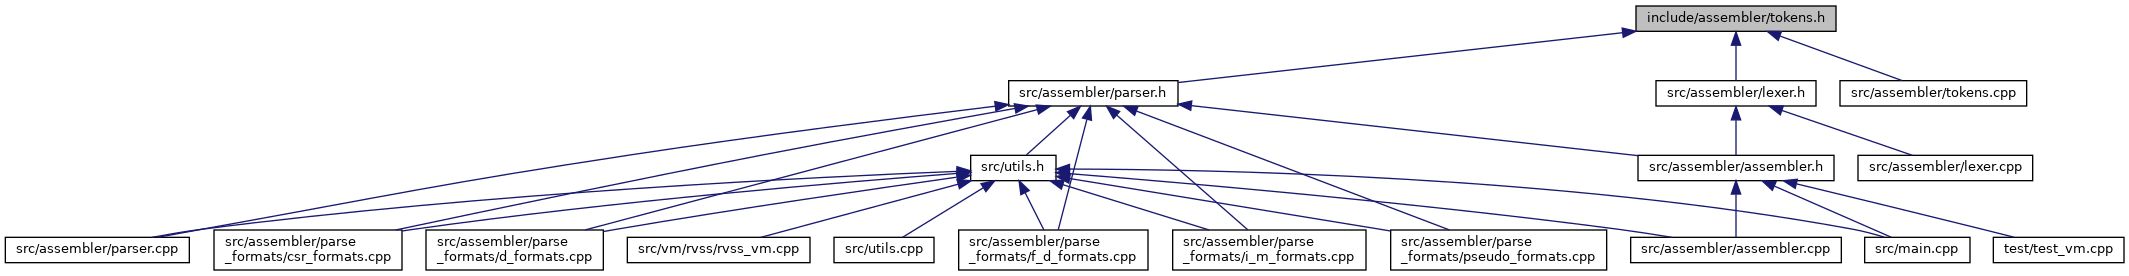 include/assembler/tokens.h
src/assembler/parser.h
src/assembler/lexer.h
src/assembler/tokens.cpp
src/utils.h
src/assembler/assembler.h
src/assembler/lexer.cpp
src/assembler/parser.cpp
src/assembler/parse
_formats/csr_formats.cpp
src/assembler/parse
_formats/d_formats.cpp
src/vm/rvss/rvss_vm.cpp
src/utils.cpp
src/assembler/parse
_formats/f_d_formats.cpp
src/assembler/parse
_formats/i_m_formats.cpp
src/assembler/parse
_formats/pseudo_formats.cpp
src/assembler/assembler.cpp
src/main.cpp
test/test_vm.cpp